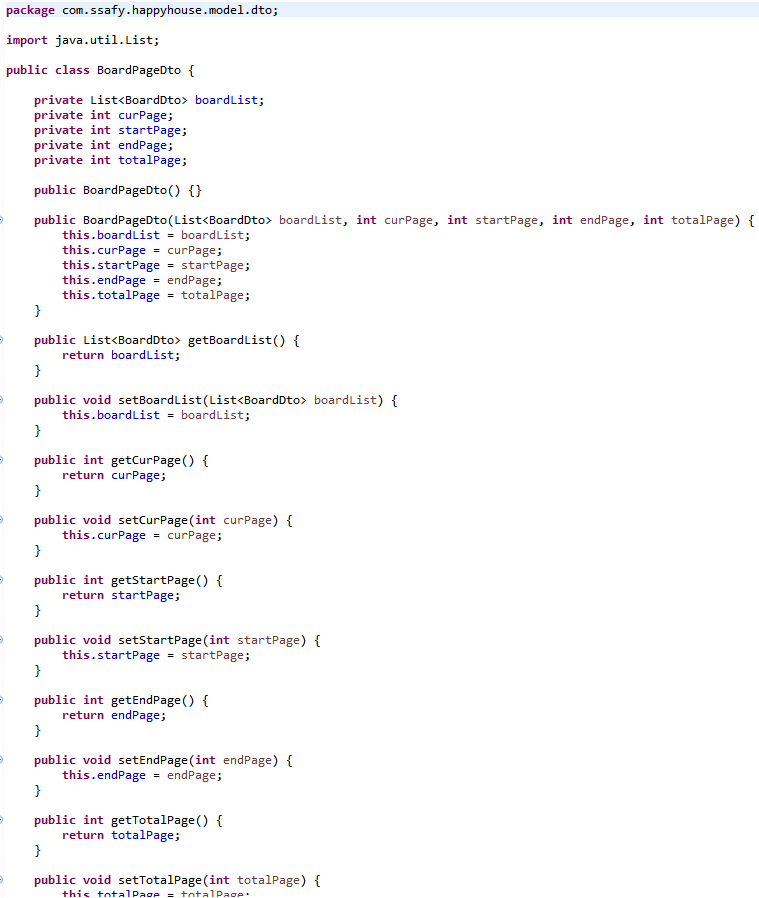 package com.ssafy.happyhouse.model.dto;
import java.util.List;
public class BoardPageDto {
private List<BoardDto> boardList;
private int curPage;
private int startPage;
private int endPage;
private int totalPage;
public BoardPageDto() {}
public BoardPageDto(List<BoardDto> boardList, int curPage, int startPage, int endPage, int totalPage) {
this.boardList = boardList;
this.curPage = curPage;
this.startPage = startPage;
this.endPage = endPage;
this.totalPage = totalPage;
}
public List<BoardDto> getBoardList() {
return boardList;
}
public void setBoardList(List<BoardDto> boardList) {
this.boardList = boardList;
}
public int getCurPage() {
return curPage;
}
public void setCurPage(int curPage) {
this.curPage = curPage;
}
public int getStartPage() {
return startPage;
}
public void setStartPage(int startPage) {
this.startPage = startPage;
}
public int getEndPage() {
return endPage;
}
public void setEndPage(int endPage) {
this.endPage = endPage;
}
public int getTotalPage() {
return totalPage;
}
public void setTotalPage(int totalPage) {
this.totalPage = totalPage;